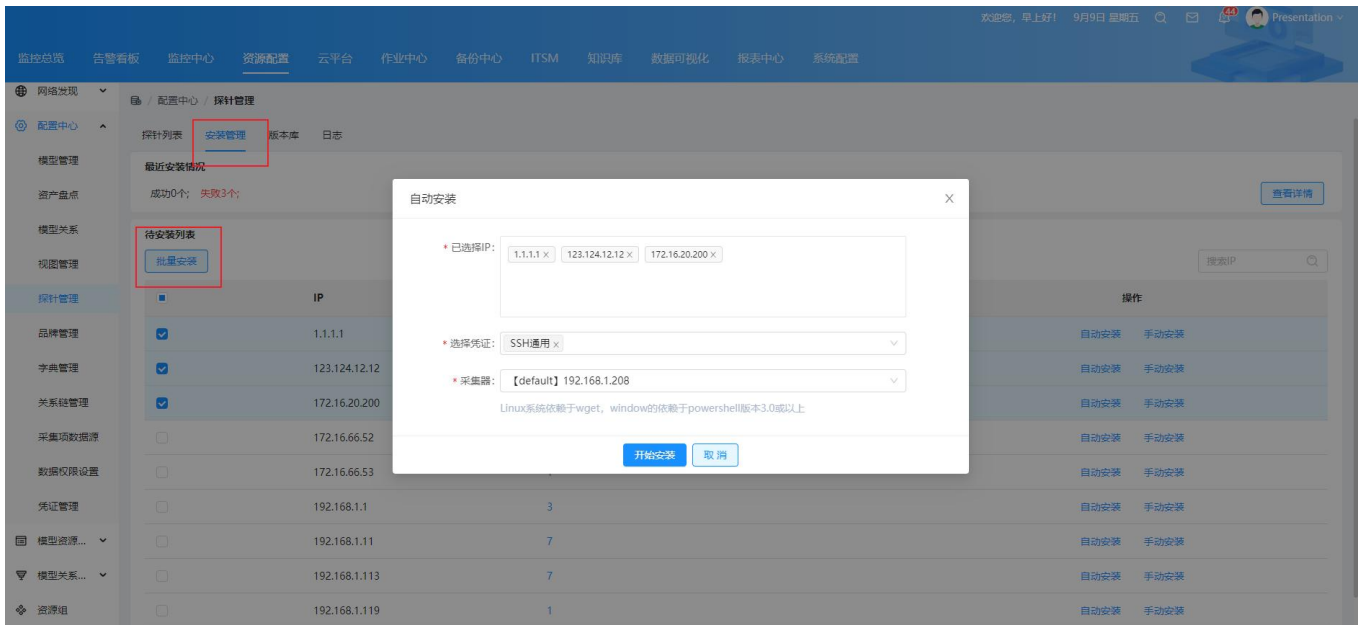 欢迎您，早上好！ 9月9日 星期五 44 Presentation
监控总览 告警看板 监控中心 资源配置 云平台 作业中心 备份中心 ITSM 知识库 数据可视化 报表中心 系统配置
网络发现
/ 配置中心 / 探针管理
配置中心
探针列表 安装管理 版本库 日志
模型管理
最近安装情况
资产盘点
成功0个; 失败3个;
查看详情
自动安装
模型关系
待安装列表
* 已选择IP: 1.1.1.1 × 123.124.12.12 × 172.16.20.200 ×
视图管理
批量安装
搜索IP
探针管理
IP
操作
品牌管理
1.1.1.1
* 选择凭证: SSH通用 ×
自动安装 手动安装
字典管理
123.124.12.12
* 采集器: 【default】192.168.1.208
自动安装 手动安装
关系链管理
172.16.20.200
Linux系统依赖于wget，window的依赖于powershell版本3.0或以上
自动安装 手动安装
采集项数据源
172.16.66.52
自动安装 手动安装
开始安装 取消
数据权限设置
172.16.66.53
自动安装 手动安装
凭证管理
192.168.1.1 3 自动安装 手动安装
模型资源...
192.168.1.11 7 自动安装 手动安装
模型关系...
192.168.1.113 7 自动安装 手动安装
资源组
192.168.1.119 1 自动安装 手动安装